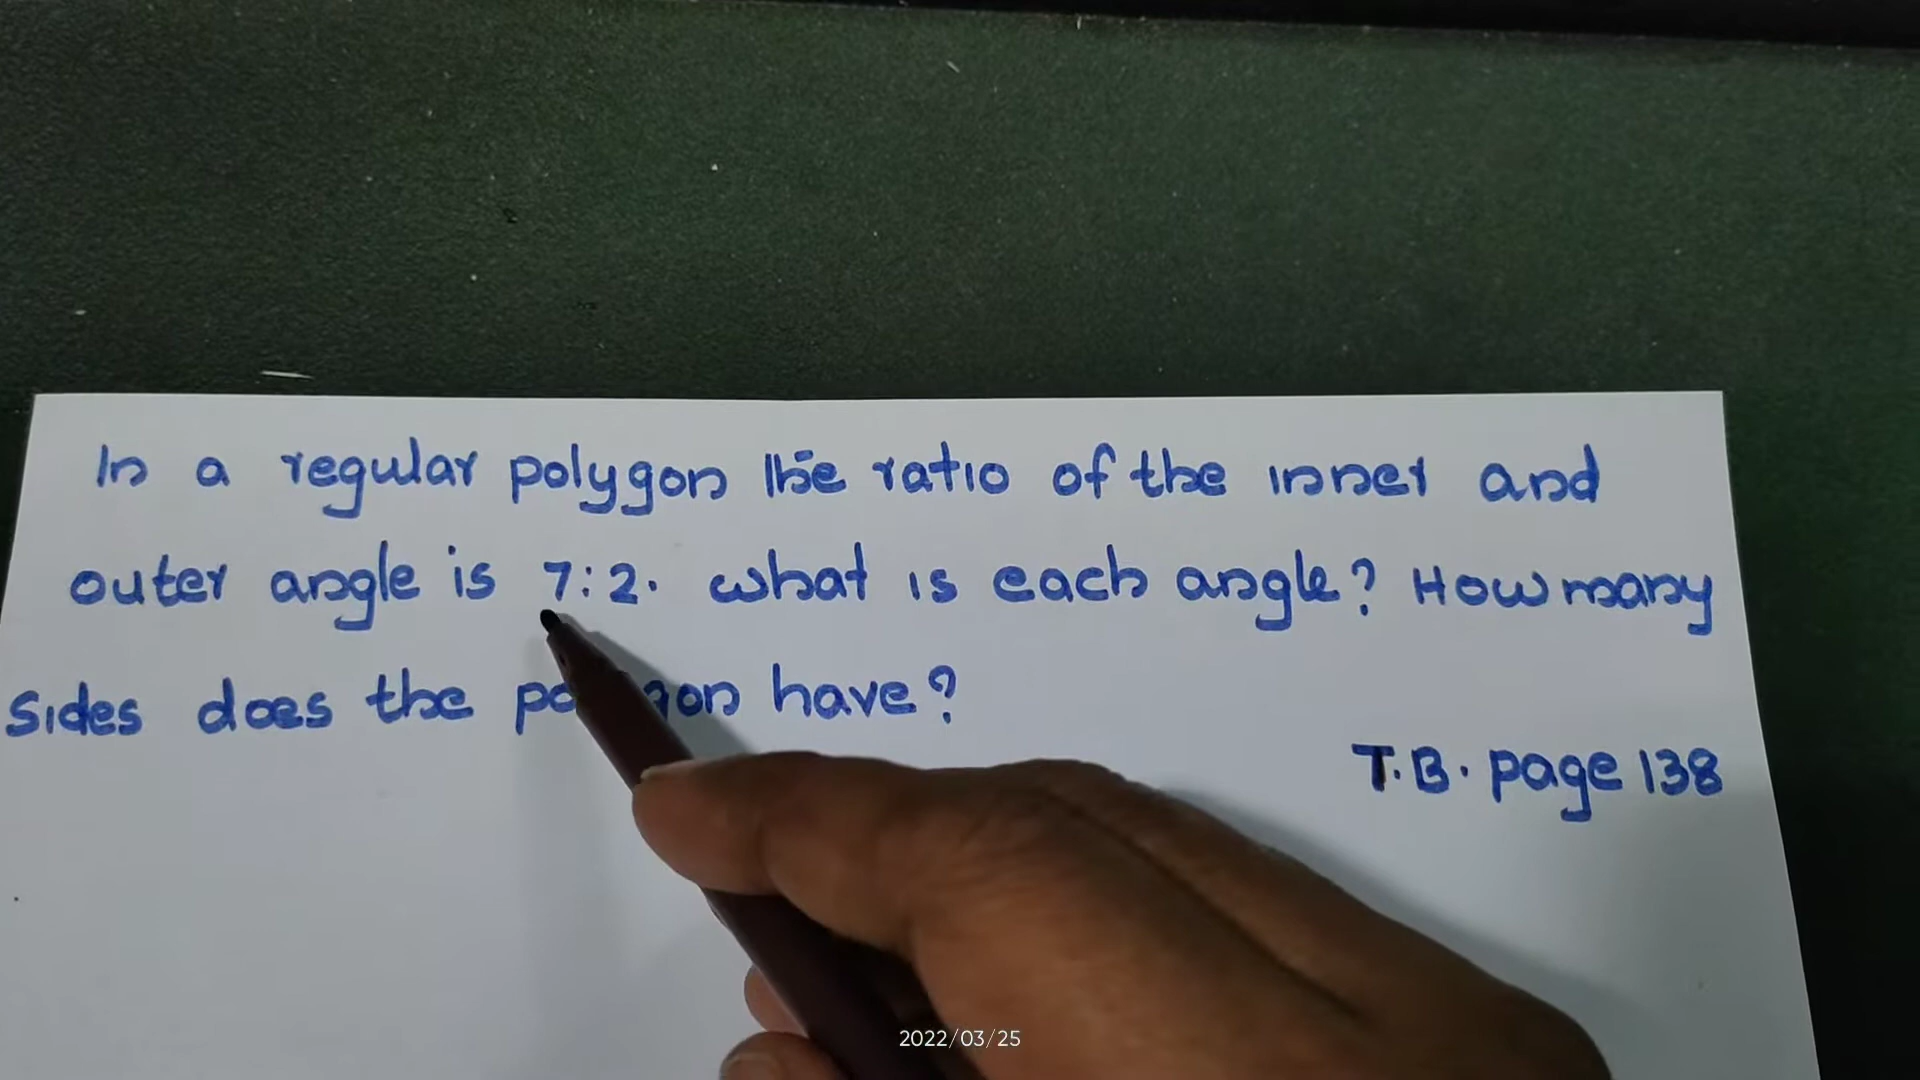 In a regular polygon the ratio of the inner and
outer angle is 7:2. what is each angle? How many
sides does the have?
T.B. page 138
2022/03/25